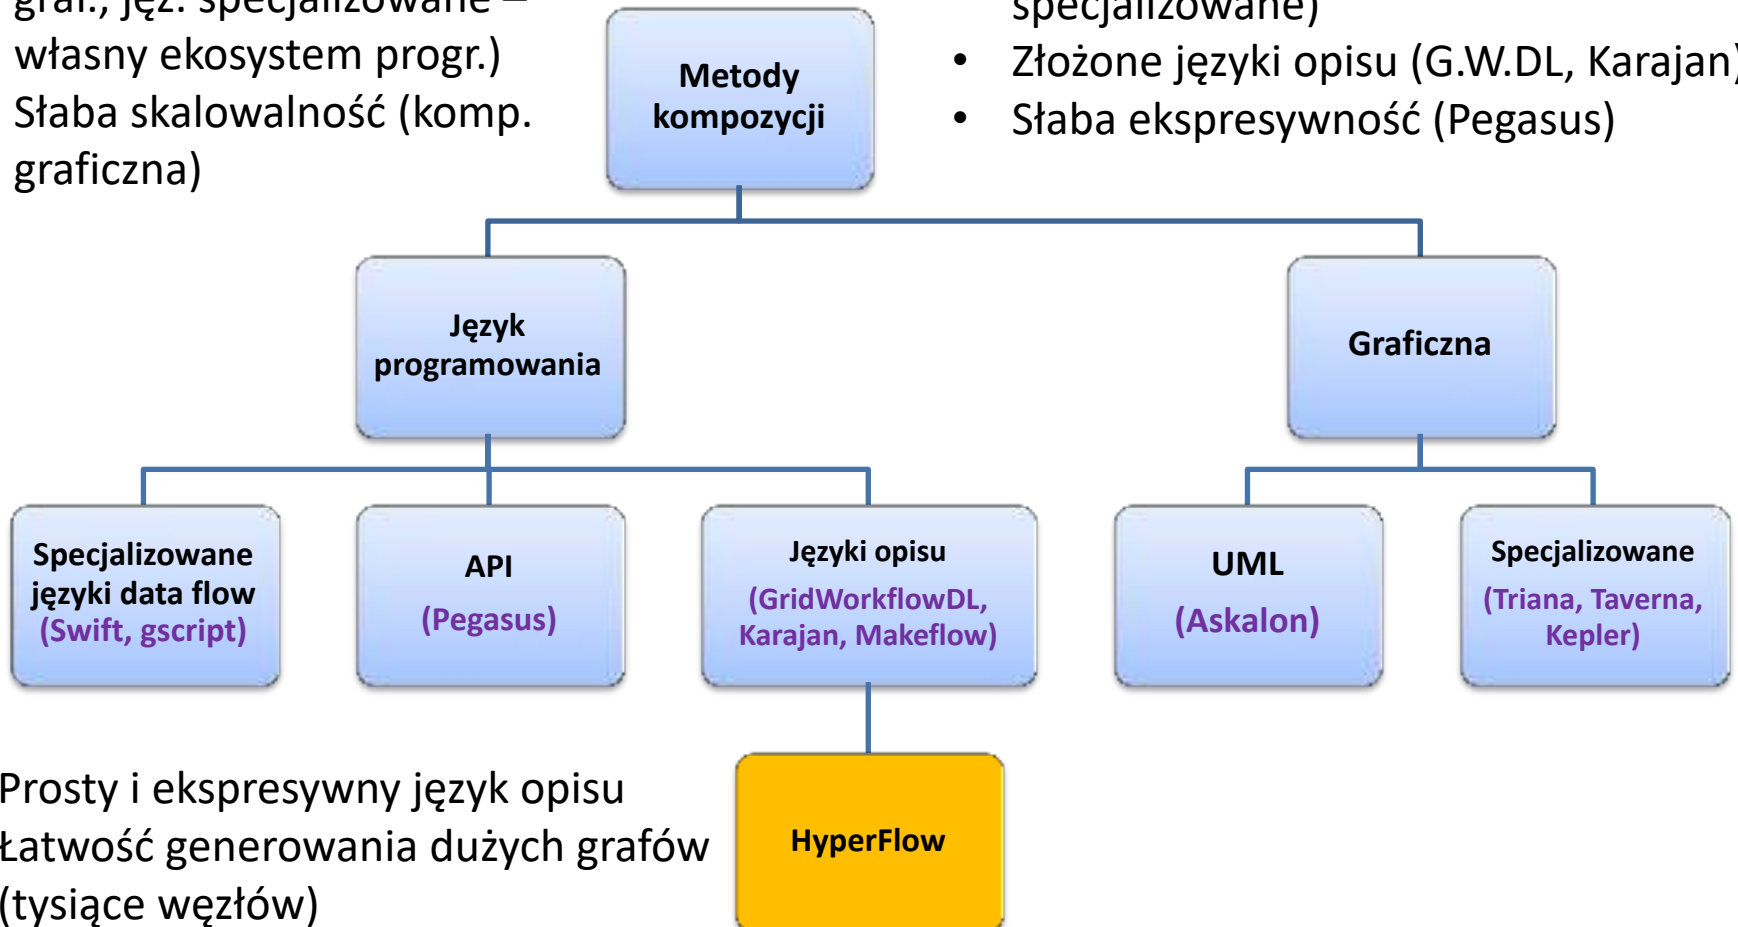 graf., jęz. specjalizowane –
własny ekosystem progr.)
Słaba skalowalność (komp.
graficzna)
specjalizowane)
• Złożone języki opisu (G.W.DL, Karajan)
• Słaba ekspresywność (Pegasus)
Metody
kompozycji
Język
programowania
Graficzna
Specjalizowane
języki data flow
(Swift, gscript)
API
(Pegasus)
Języki opisu
(GridWorkflowDL,
Karajan, Makeflow)
UML
(Askalon)
Specjalizowane
(Triana, Taverna,
Kepler)
Prosty i ekspresywny język opisu
Łatwość generowania dużych grafów
(tysiące węzłów)
HyperFlow